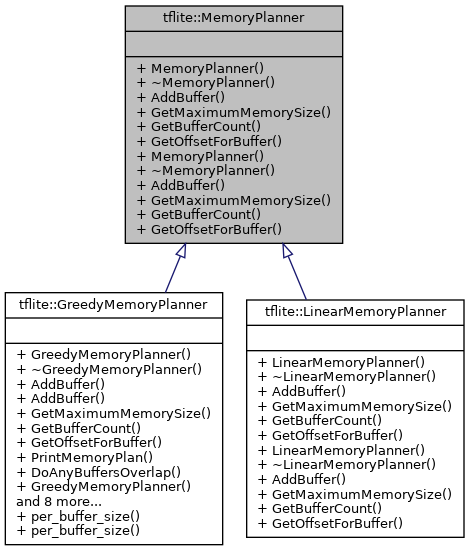 tflite::MemoryPlanner
+ MemoryPlanner()
+ ~MemoryPlanner()
+ AddBuffer()
+ GetMaximumMemorySize()
+ GetBufferCount()
+ GetOffsetForBuffer()
+ MemoryPlanner()
+ ~MemoryPlanner()
+ AddBuffer()
+ GetMaximumMemorySize()
+ GetBufferCount()
+ GetOffsetForBuffer()
tflite::GreedyMemoryPlanner
+ GreedyMemoryPlanner()
+ ~GreedyMemoryPlanner()
+ AddBuffer()
+ AddBuffer()
+ GetMaximumMemorySize()
+ GetBufferCount()
+ GetOffsetForBuffer()
+ PrintMemoryPlan()
+ DoAnyBuffersOverlap()
+ GreedyMemoryPlanner()
and 8 more...
+ per_buffer_size()
+ per_buffer_size()
tflite::LinearMemoryPlanner
+ LinearMemoryPlanner()
+ ~LinearMemoryPlanner()
+ AddBuffer()
+ GetMaximumMemorySize()
+ GetBufferCount()
+ GetOffsetForBuffer()
+ LinearMemoryPlanner()
+ ~LinearMemoryPlanner()
+ AddBuffer()
+ GetMaximumMemorySize()
+ GetBufferCount()
+ GetOffsetForBuffer()